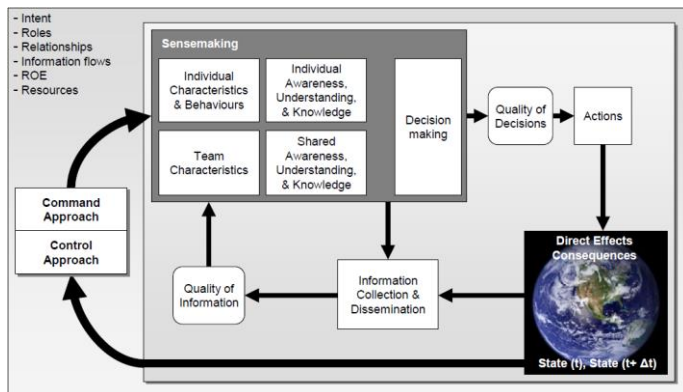 - Intent
- Roles
- Relationships
- Information flows
- ROE
- Resources
Sensemaking
Individual
Characteristics
& Behaviours
Individual
Awareness,
Understanding,
& Knowledge
Team
Characteristics
Shared
Awareness,
Understanding,
& Knowledge
Decision
making
Quality of
Decisions
Actions
Command
Approach
Control
Approach
Quality of
Information
Information
Collection &
Dissemination
Direct Effects
Consequences
State (t), State (t+ Δt)